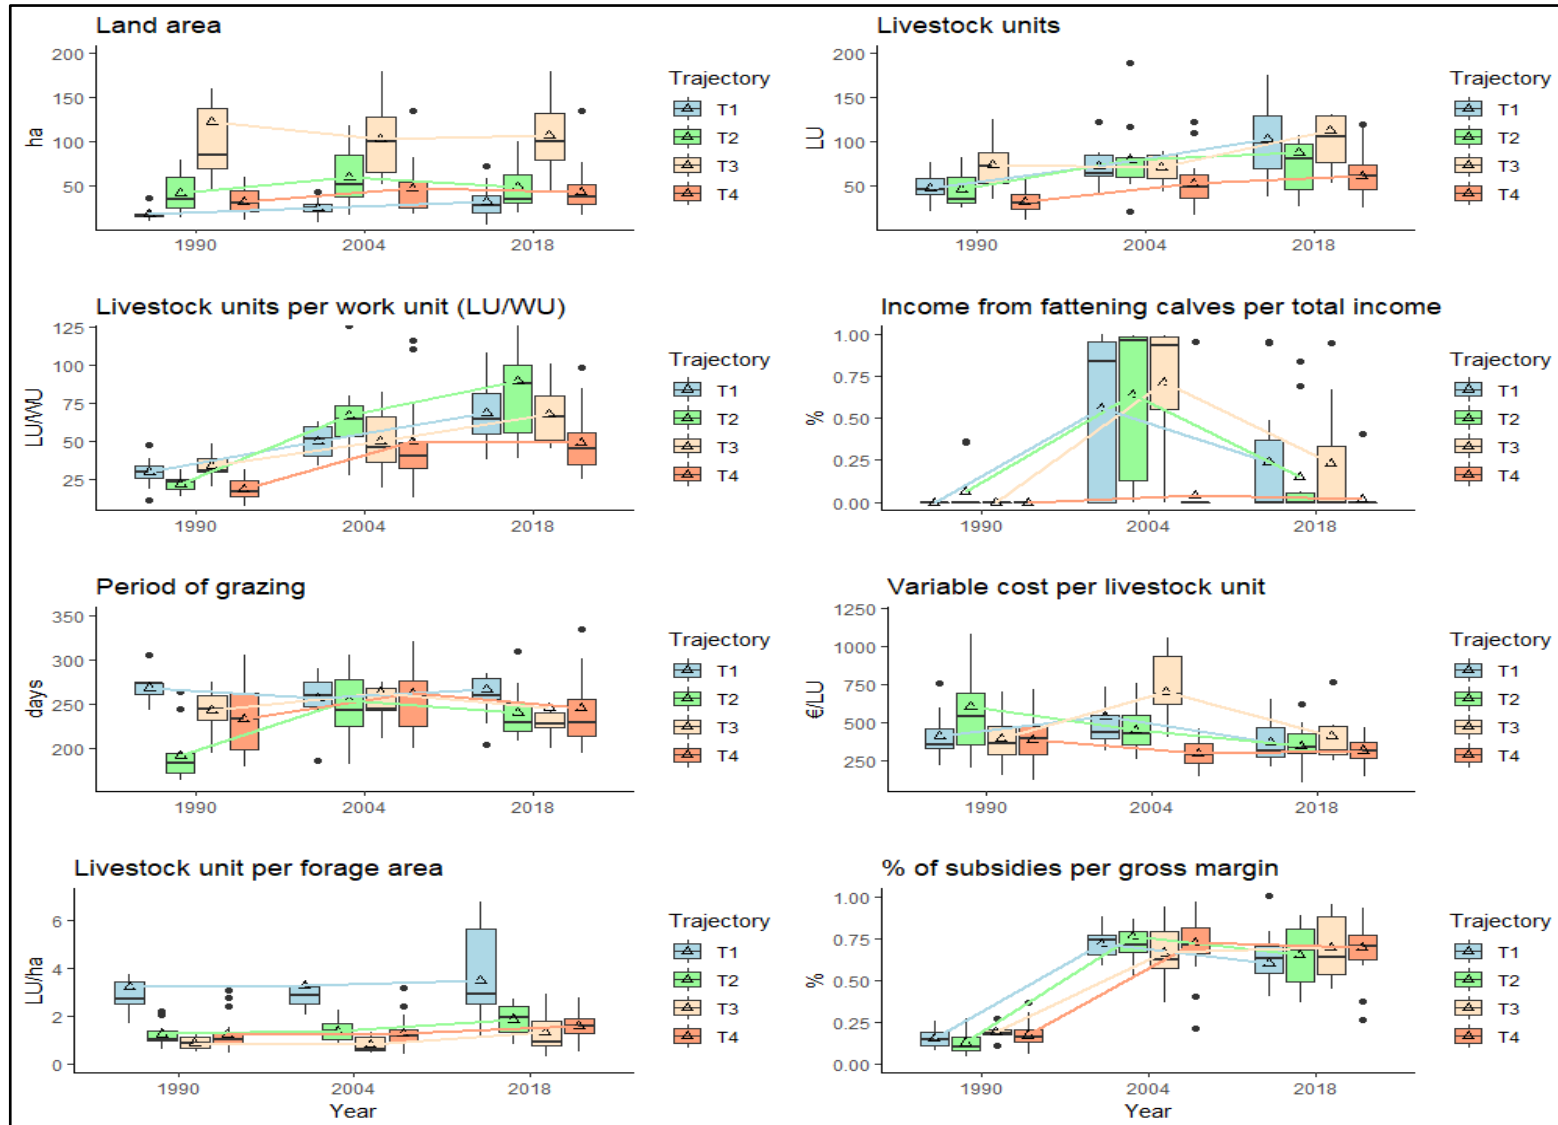 Land area
200
150
100
50
ha
1990
2004
2018
Trajectory
T1
T2
T3
T4
Livestock units
200
150
100
50
LU
1990
2004
2018
Trajectory
T1
T2
T3
T4
Livestock units per work unit (LU/WU)
125
100
75
50
25
LU/WU
1990
2004
2018
Trajectory
T1
T2
T3
T4
Income from fattening calves per total income
1.00
0.75
0.50
0.25
0.00
%
1990
2004
2018
Trajectory
T1
T2
T3
T4
Period of grazing
350
300
250
200
days
1990
2004
2018
Trajectory
T1
T2
T3
T4
Variable cost per livestock unit
1250
1000
750
500
250
€/LU
1990
2004
2018
Trajectory
T1
T2
T3
T4
Livestock unit per forage area
6
4
2
0
LU/ha
1990
2004
2018
Year
Trajectory
T1
T2
T3
T4
% of subsidies per gross margin
1.00
0.75
0.50
0.25
0.00
%
1990
2004
2018
Year
Trajectory
T1
T2
T3
T4